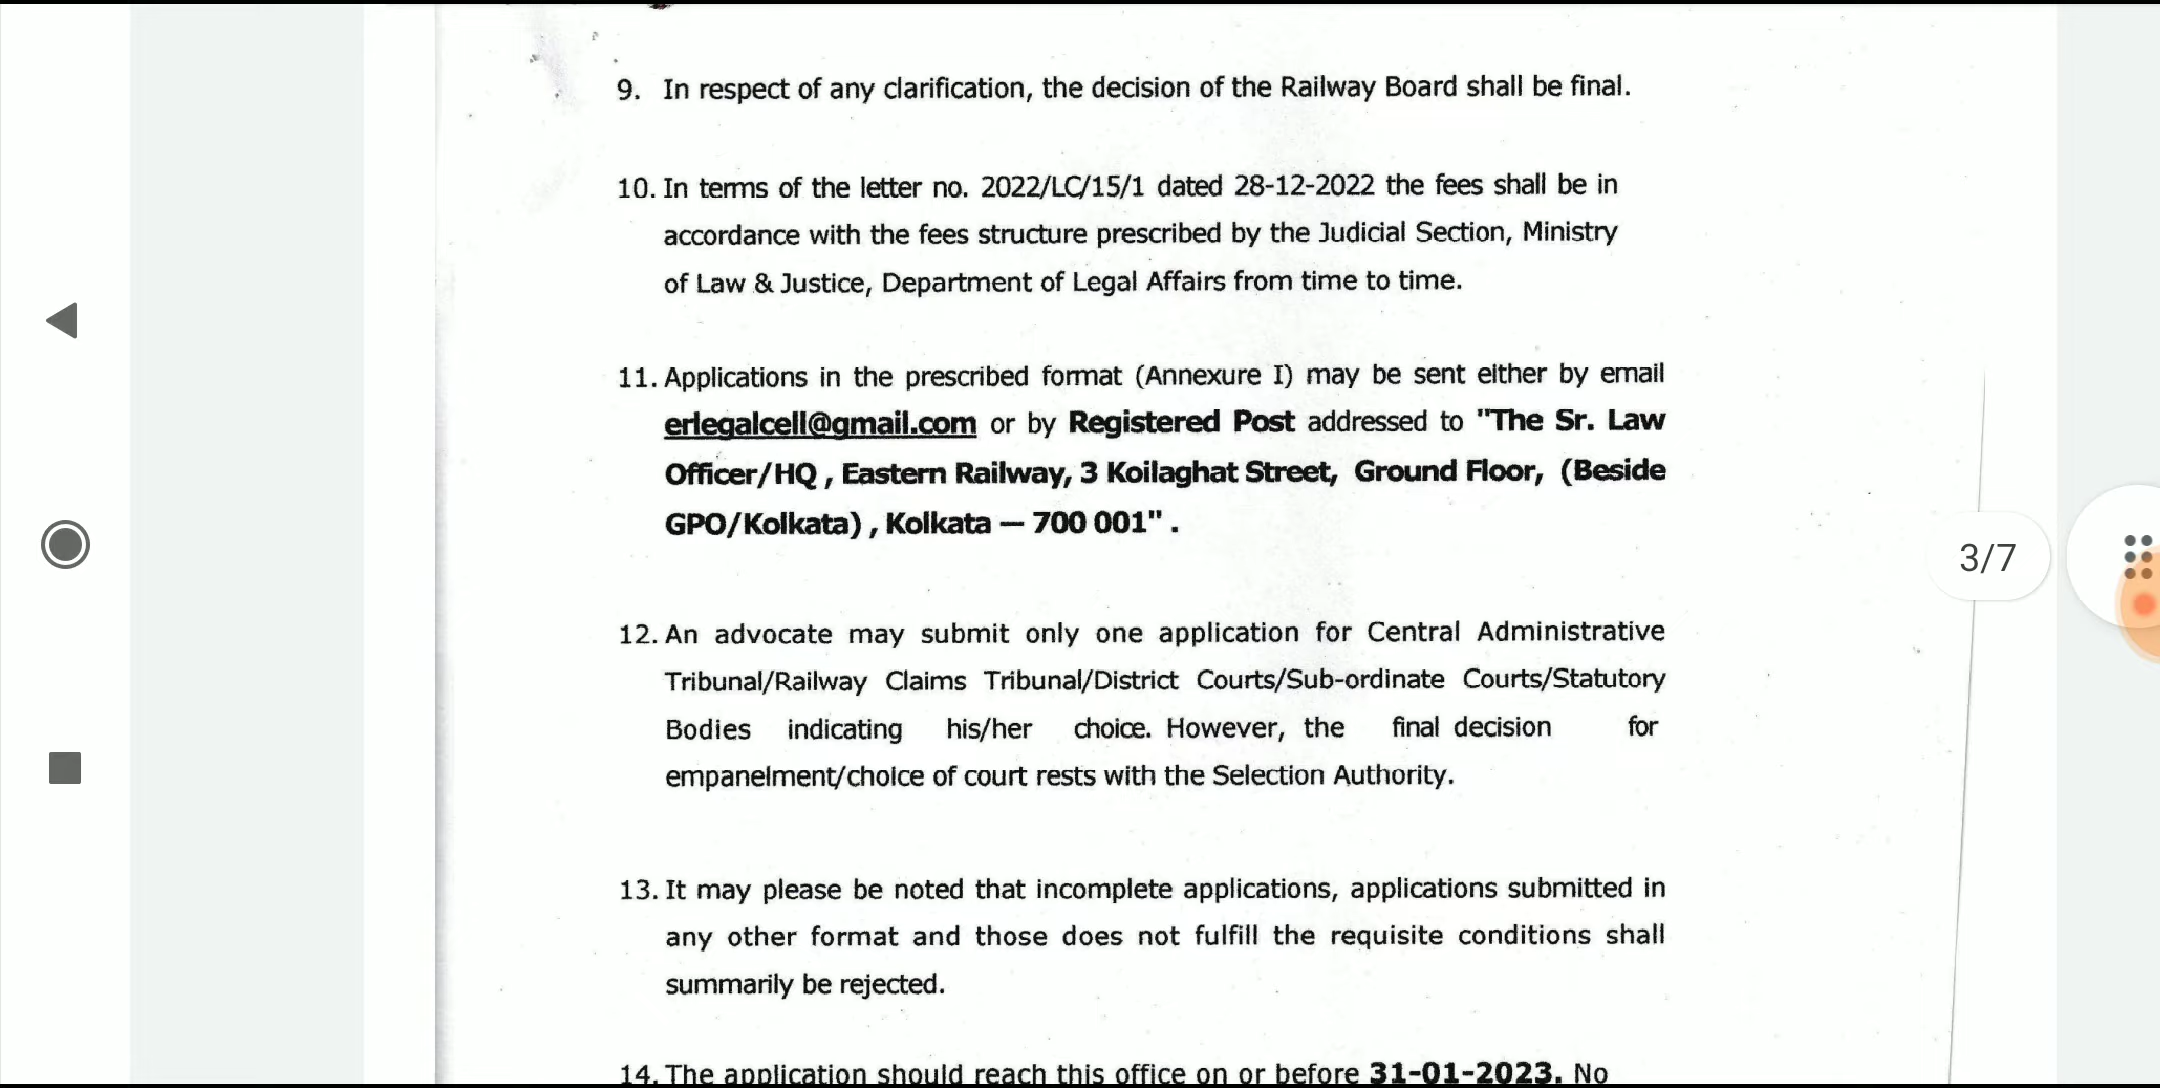 9. In respect of any clarification, the decision of the Railway Board shall be final.
10. In terms of the letter no. 2022/LC/15/1 dated 28-12-2022 the fees shall be in
accordance with the fees structure prescribed by the Judicial Section, Ministry
of Law & Justice, Department of Legal Affairs from time to time.
11. Applications in the prescribed format (Annexure I) may be sent either by email
erlegalcell@gmail.com or by Registered Post addressed to "The Sr. Law
Officer/HQ , Eastern Railway, 3 Koilaghat Street, Ground Floor, (Beside
GPO/Kolkata) , Kolkata — 700 001" .
3/7
12. An advocate may submit only one application for Central Administrative
Tribunal/Railway Claims Tribunal/District Courts/Sub-ordinate Courts/Statutory
Bodies indicating his/her choice. However, the final decision for
empanelment/choice of court rests with the Selection Authority.
13. It may please be noted that incomplete applications, applications submitted in
any other format and those does not fulfill the requisite conditions shall
summarily be rejected.
14. The application should reach this office on or before 31-01-2023. No